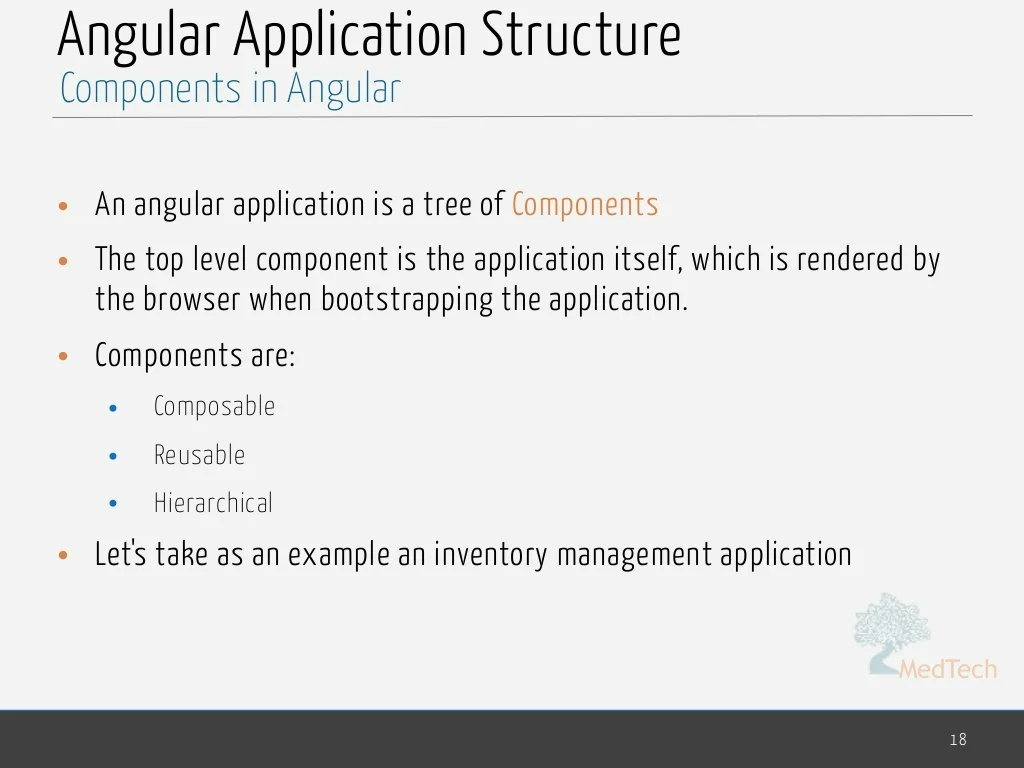 Angular Application Structure
Components in Angular
• An angular application is a tree of Components
• The top level component is the application itself, which is rendered by
the browser when bootstrapping the application.
• Components are:
• Composable
• Reusable
• Hierarchical
• Let's take as an example an inventory management application
MedTech
18